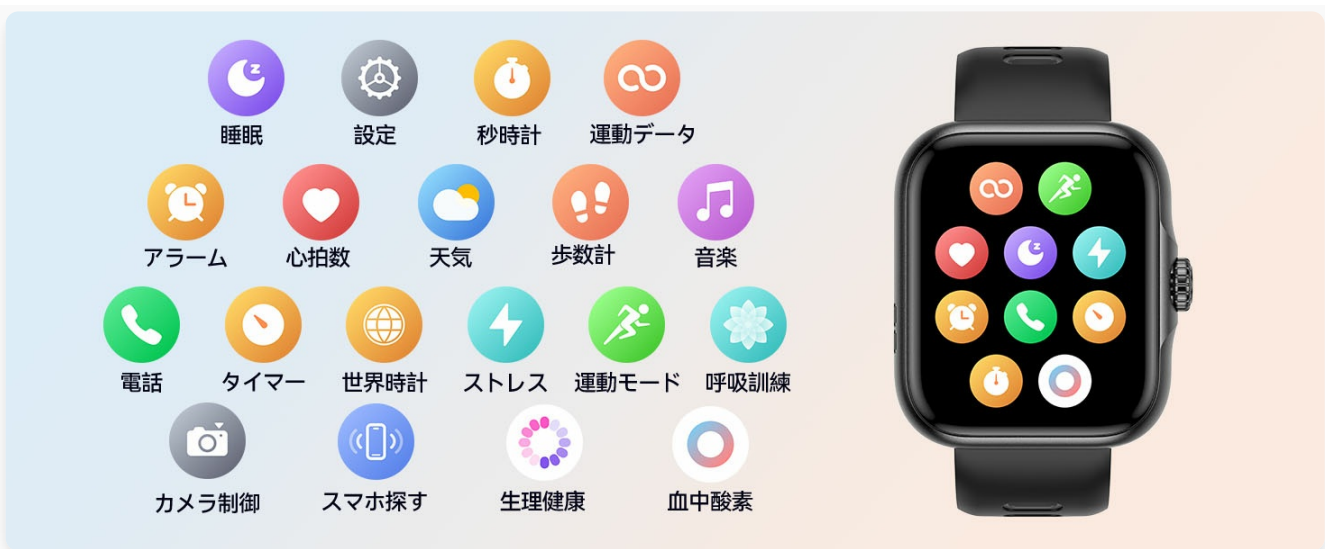 睡眠 設定 秒時計 運動データ
アラーム 心拍数 天気 歩数計 音楽
電話 タイマー 世界時計 ストレス 運動モード 呼吸訓練
カメラ制御 スマホ探す 生理健康 血中酸素